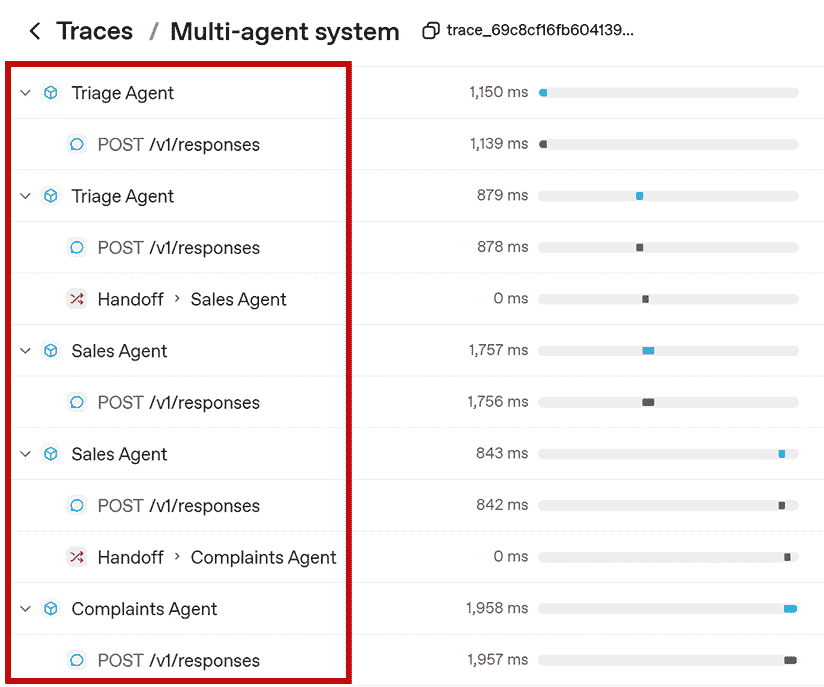 Traces / Multi-agent system trace_69c8cf16fb604139...
Triage Agent 1,150 ms
POST /v1/responses 1,139 ms
Triage Agent 879 ms
POST /v1/responses 878 ms
Handoff > Sales Agent 0 ms
Sales Agent 1,757 ms
POST /v1/responses 1,756 ms
Sales Agent 843 ms
POST /v1/responses 842 ms
Handoff > Complaints Agent 0 ms
Complaints Agent 1,958 ms
POST /v1/responses 1,957 ms